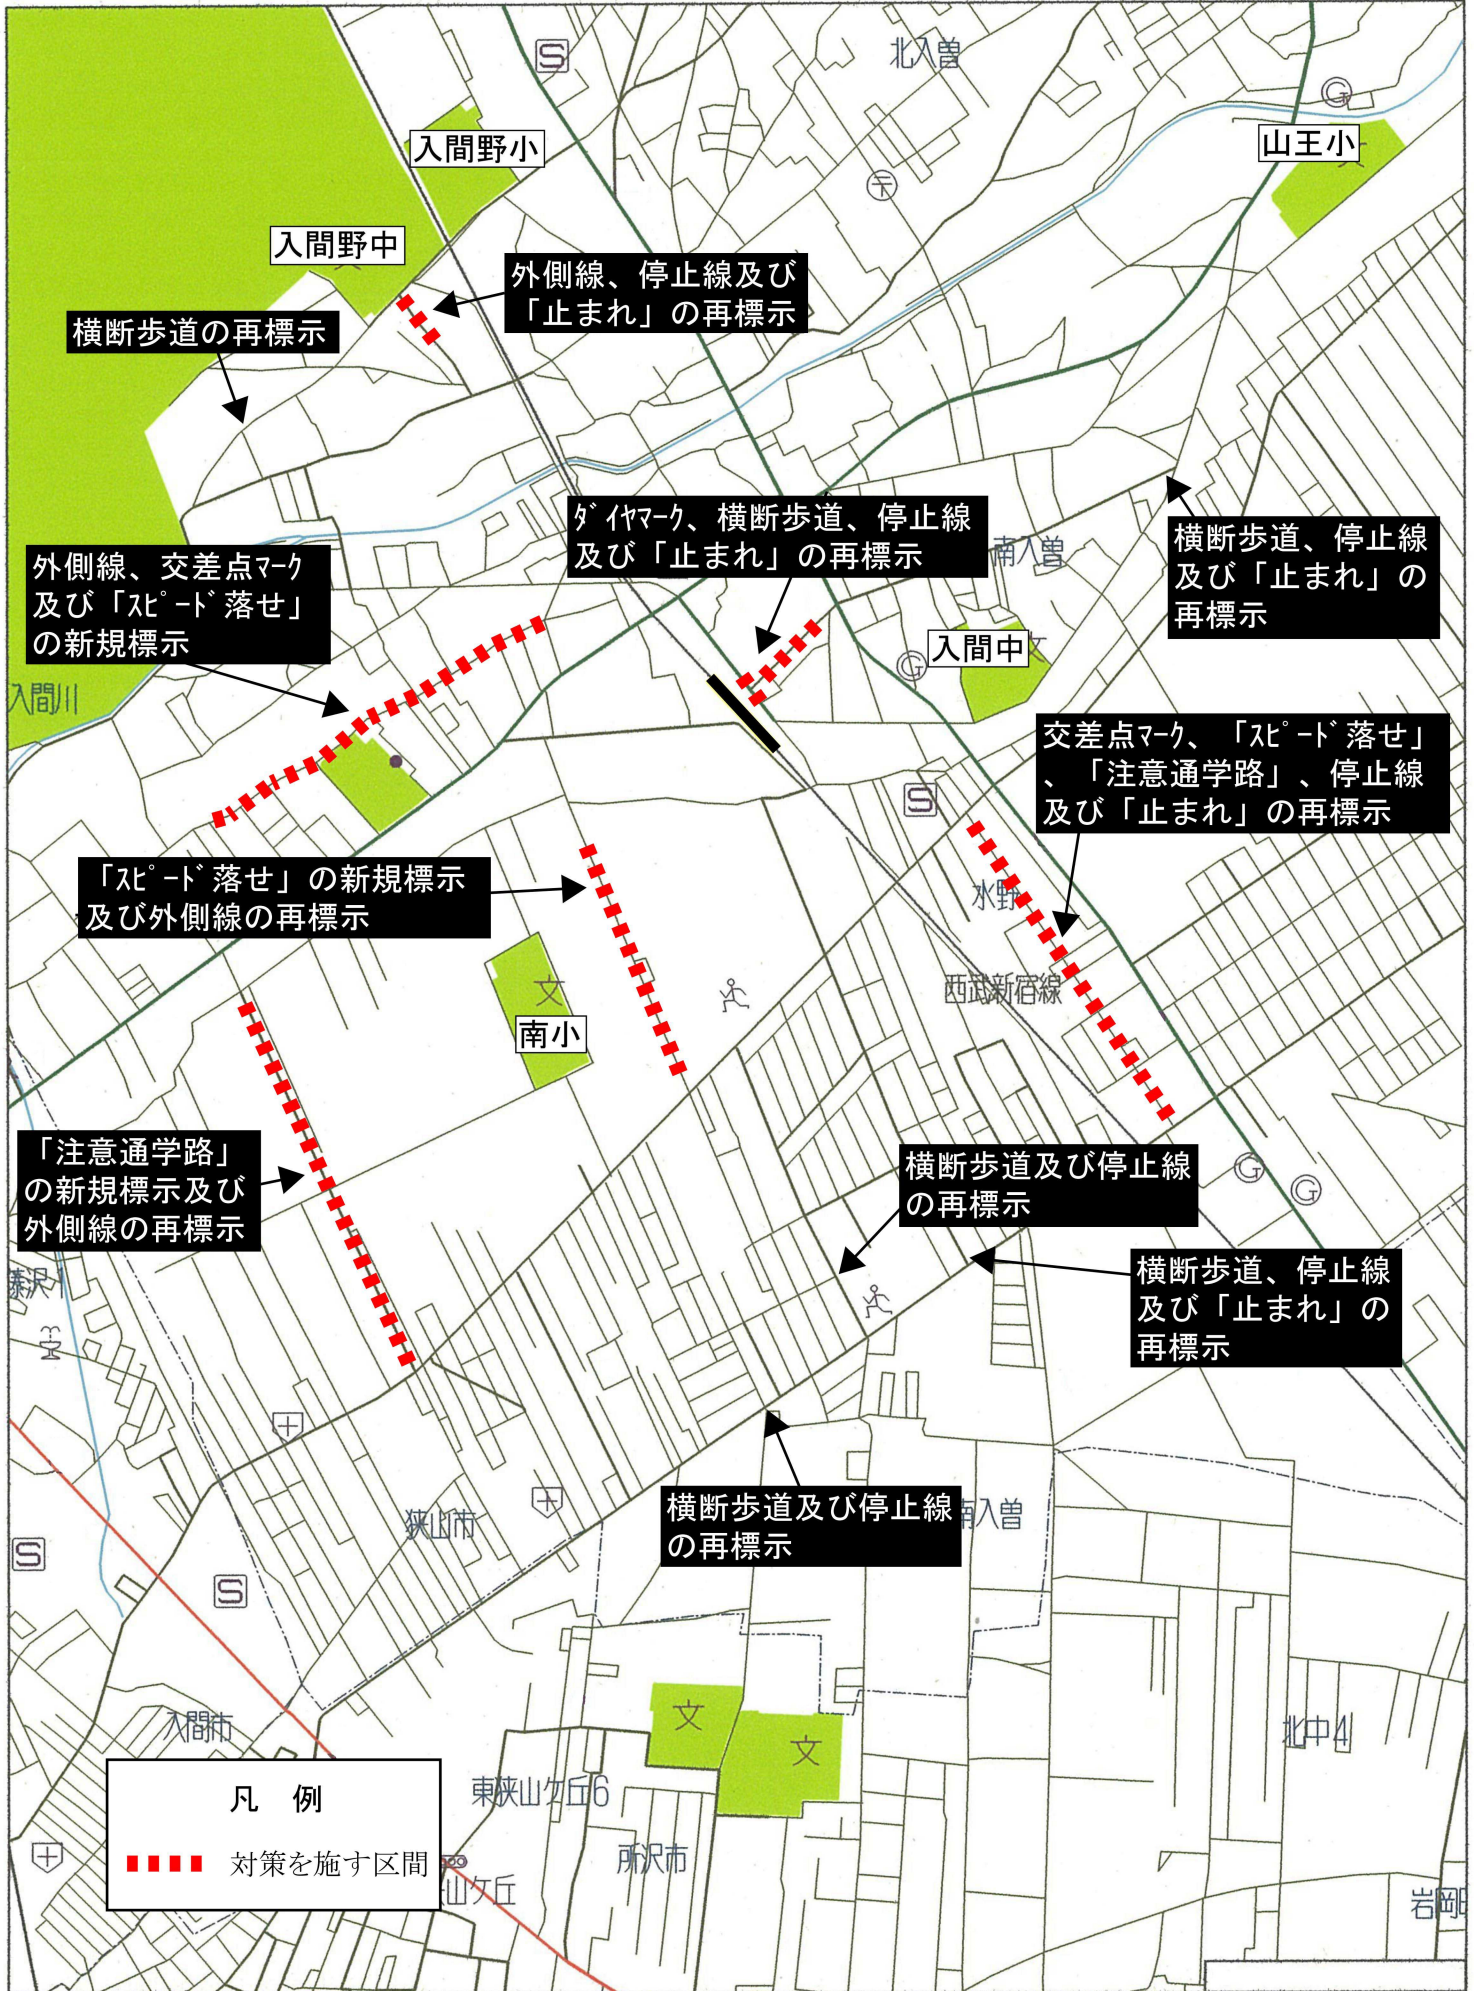 北入曽
入間野小
山王小
入間野中
外側線、停止線及び
「止まれ」の再標示
横断歩道の再標示
ﾀﾞｲﾔﾏｰｸ、横断歩道、停止線
及び「止まれ」の再標示
南入曽
横断歩道、停止線
及び「止まれ」の
再標示
外側線、交差点ﾏｰｸ
及び「ｽﾋﾟｰﾄﾞ落せ」
の新規標示
入間中
入間川
交差点ﾏｰｸ、「ｽﾋﾟｰﾄﾞ落せ」
、「注意通学路」、停止線
及び「止まれ」の再標示
「ｽﾋﾟｰﾄﾞ落せ」の新規標示
及び外側線の再標示
水野
西武新宿線
文
南小
「注意通学路」
の新規標示及び
外側線の再標示
横断歩道及び停止線
の再標示
横断歩道、停止線
及び「止まれ」の
再標示
横断歩道及び停止線
の再標示
南入曽
狭山市
入間市
文
文
北中4
東狭山ケ丘6
所沢市
山ケ丘
岩岡
凡 例
対策を施す区間